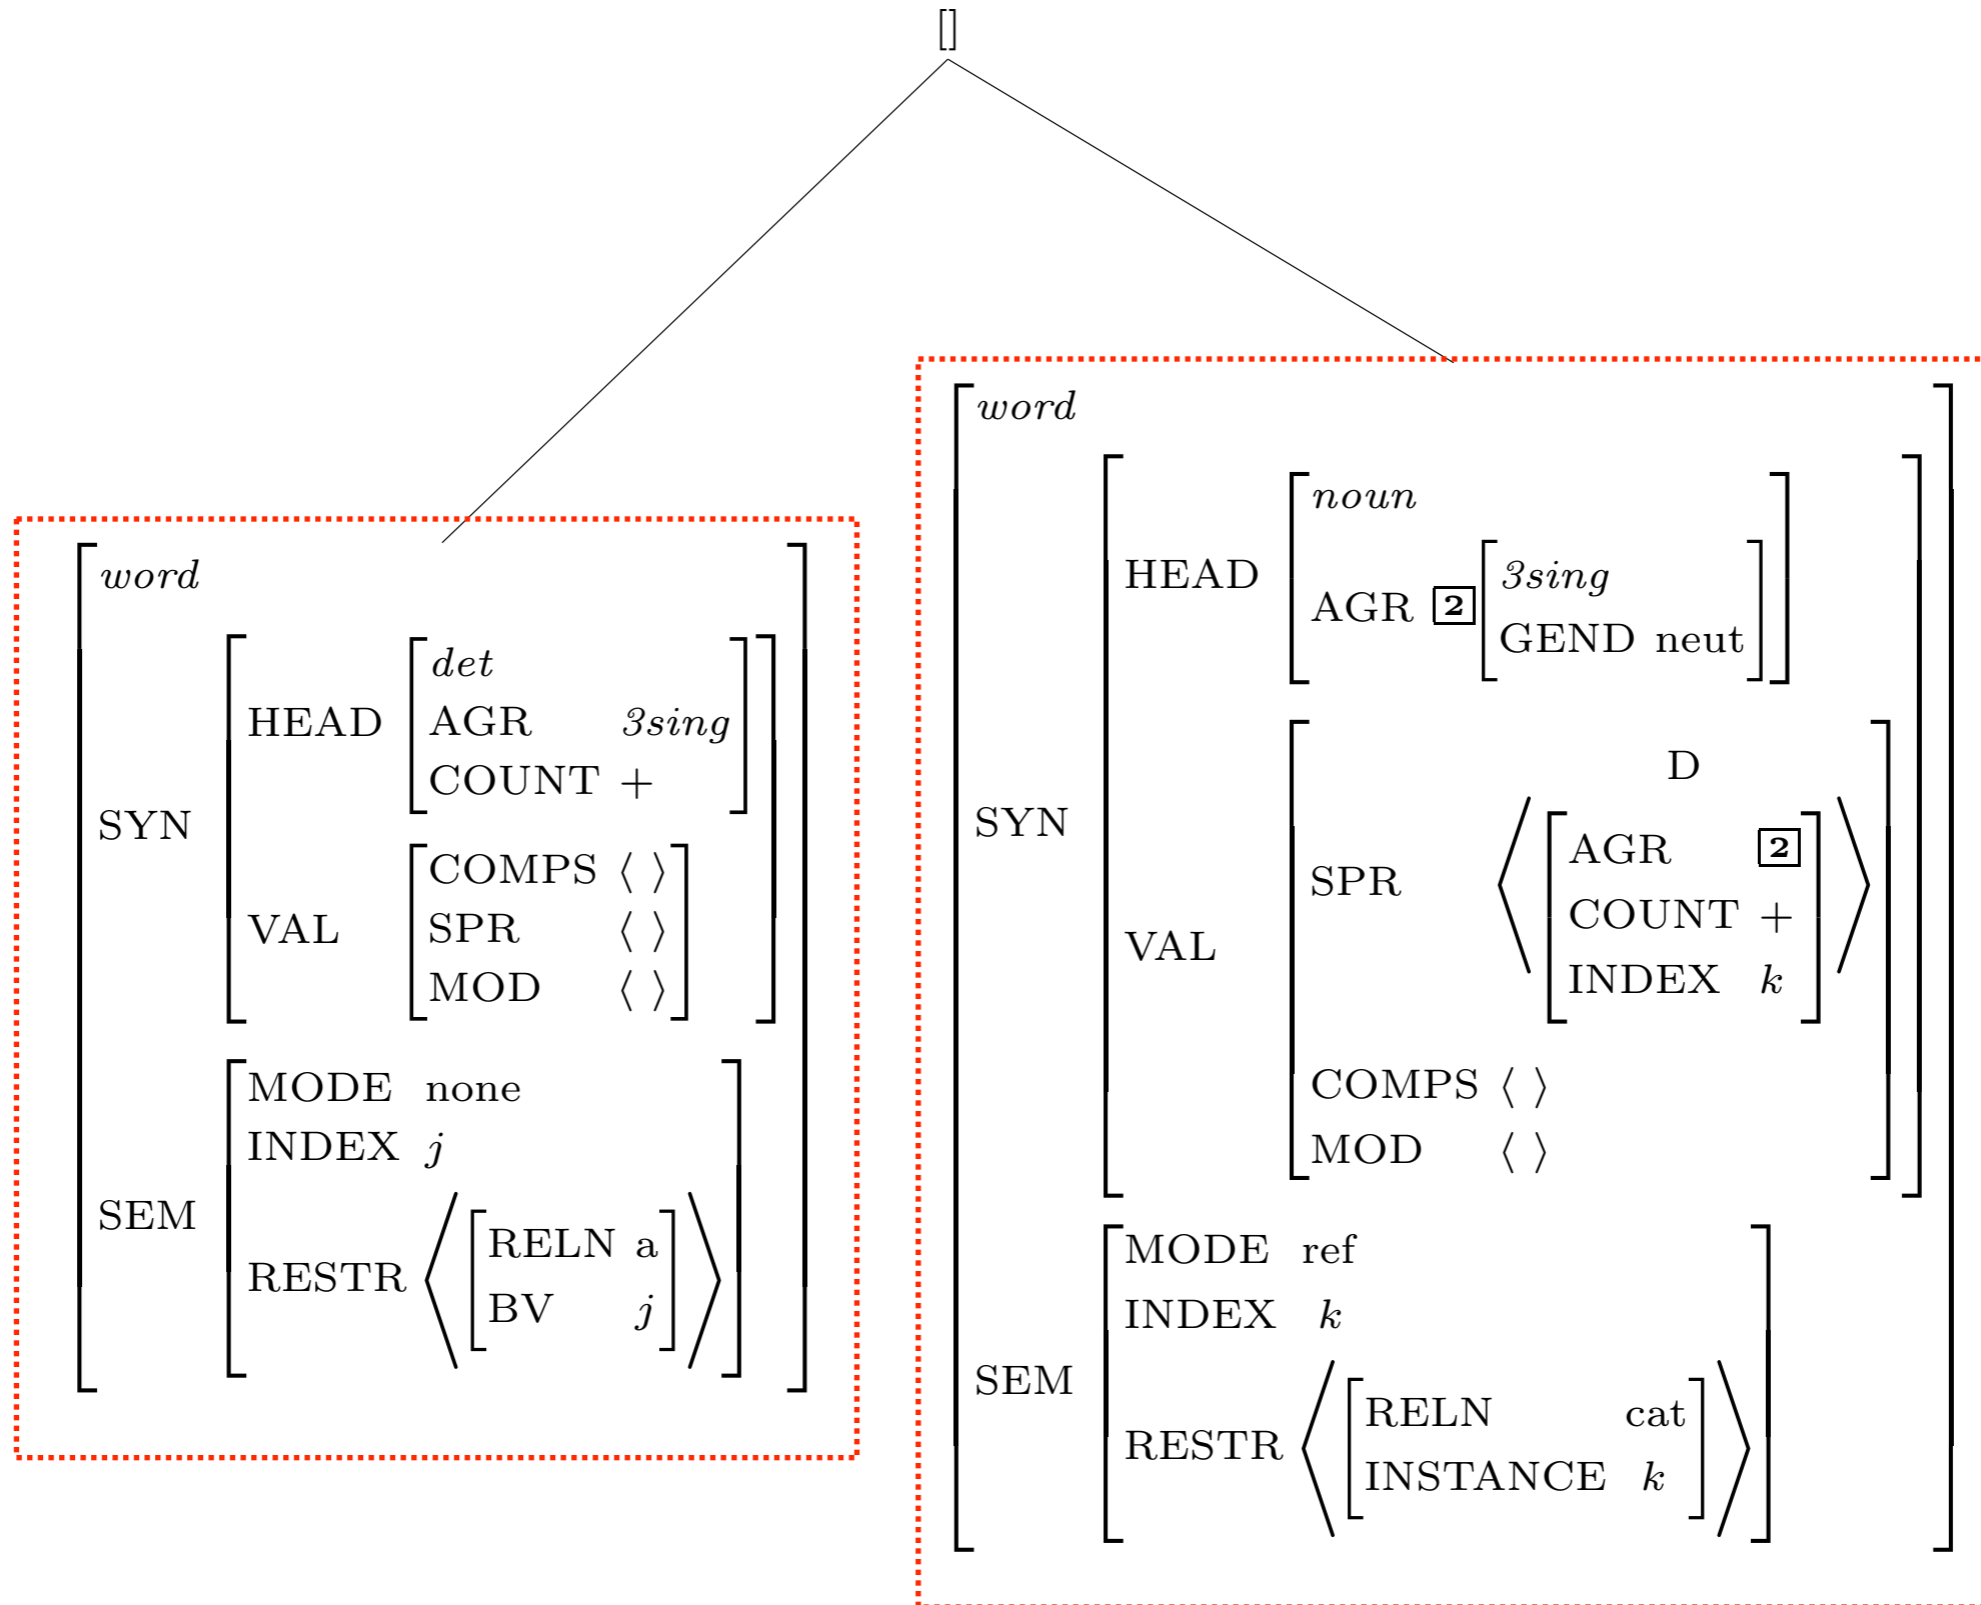 []
word
SYN
HEAD
det
AGR 3sing
COUNT +
VAL
COMPS ⟨ ⟩
SPR ⟨ ⟩
MOD ⟨ ⟩
SEM
MODE none
INDEX j
RESTR
RELN a
BV j
word
SYN
HEAD
noun
AGR 2
3sing
GEND neut
VAL
SPR
D
AGR 2
COUNT +
INDEX k
COMPS ⟨ ⟩
MOD ⟨ ⟩
SEM
MODE ref
INDEX k
RESTR
RELN cat
INSTANCE k